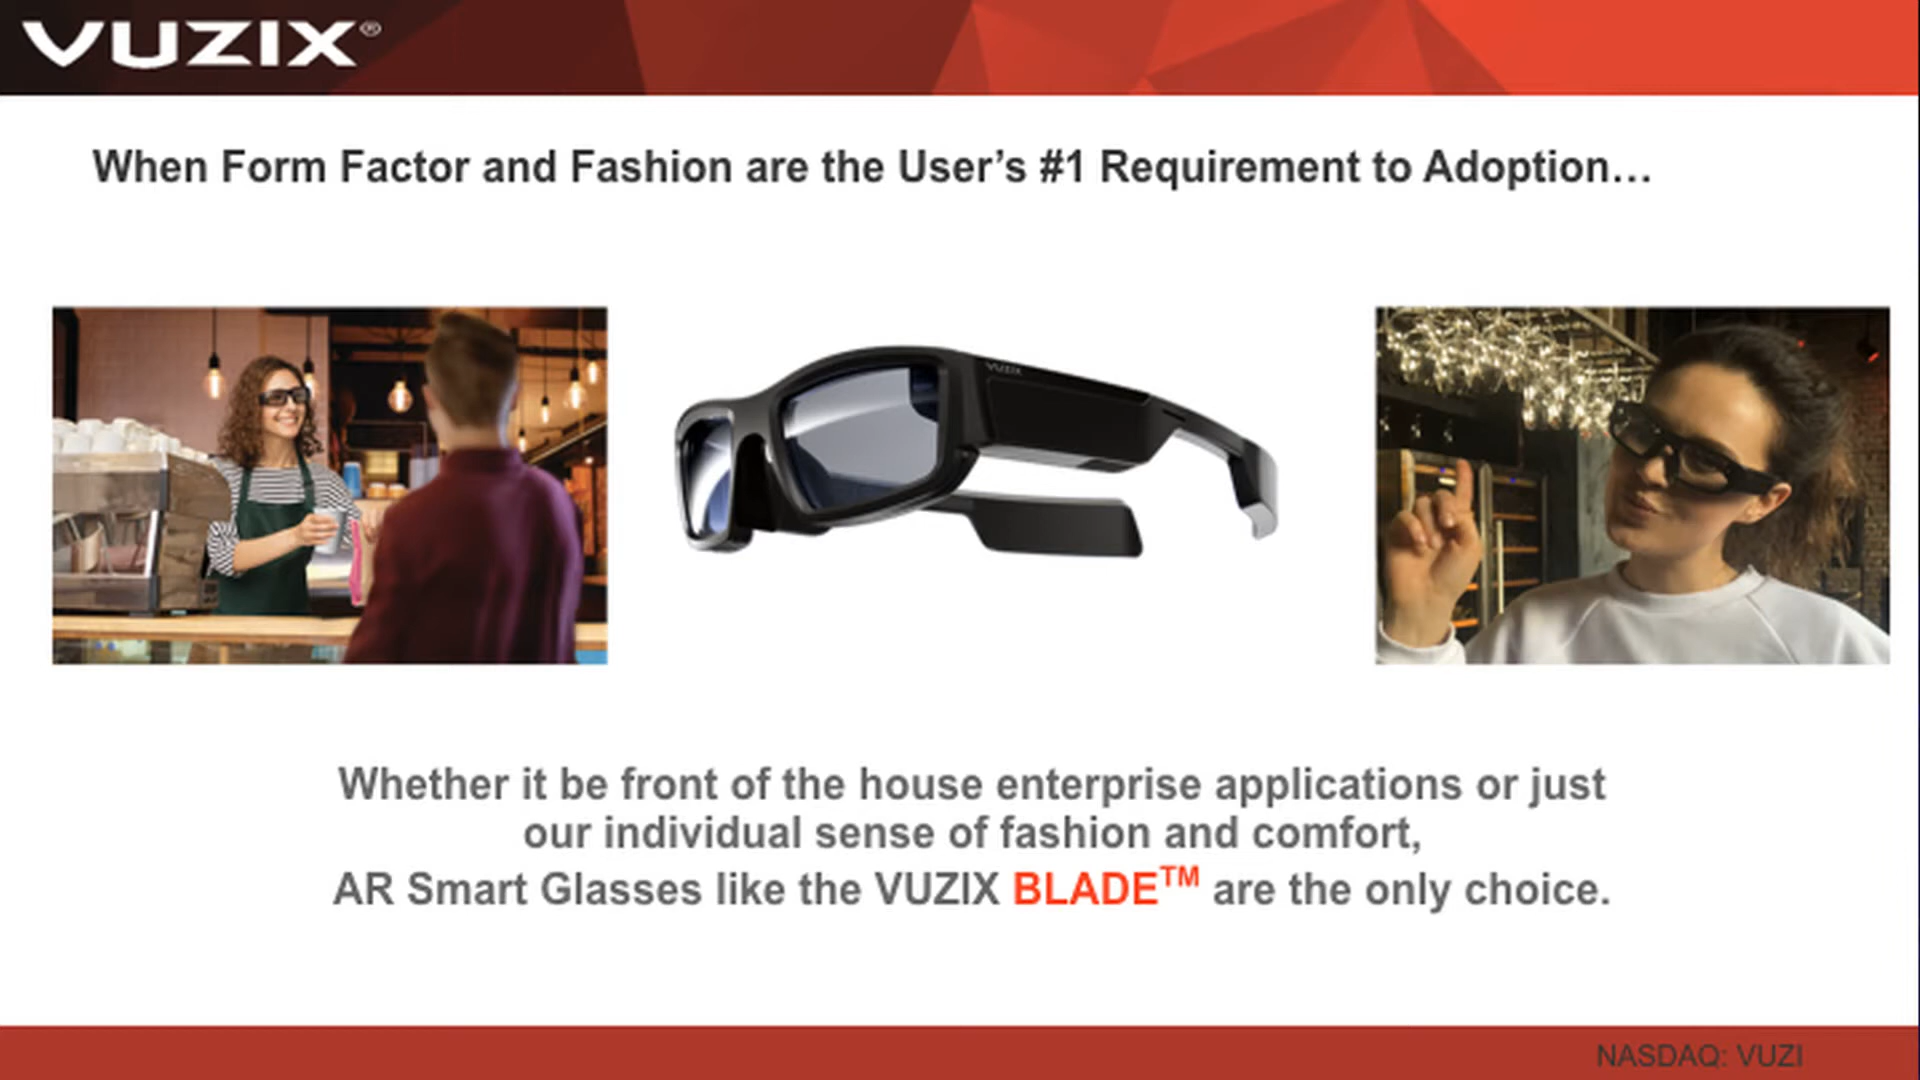 VUZIX®
When Form Factor and Fashion are the User’s #1 Requirement to Adoption…
VUZIX
Whether it be front of the house enterprise applications or just
our individual sense of fashion and comfort,
AR Smart Glasses like the VUZIX BLADE™ are the only choice.
NASDAQ: VUZI